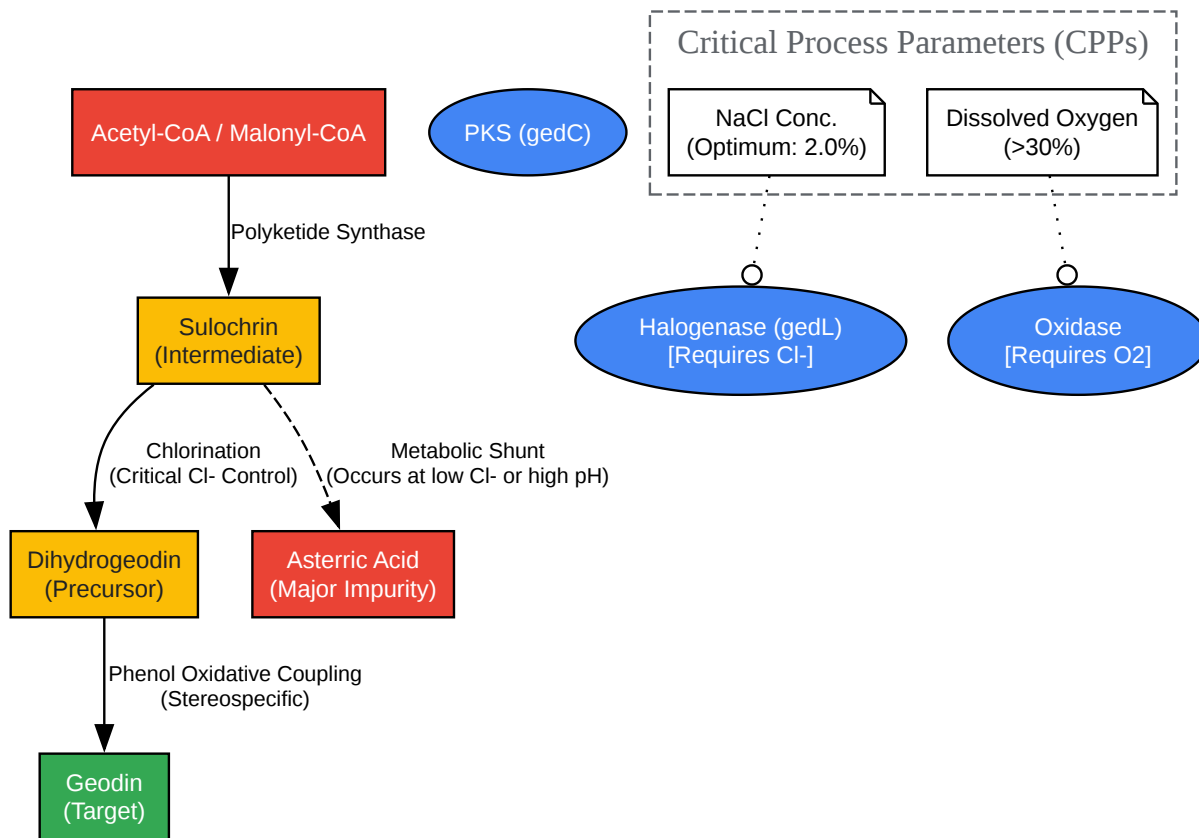 Critical Process Parameters (CPPs)
Acetyl-CoA / Malonyl-CoA
PKS (gedC)
NaCl Conc.
(Optimum: 2.0%)
Dissolved Oxygen
(>30%)
Polyketide Synthase
Sulochrin
(Intermediate)
Halogenase (gedL)
[Requires Cl-]
Oxidase
[Requires O2]
Chlorination
(Critical Cl- Control)
Metabolic Shunt
(Occurs at low Cl- or high pH)
Dihydrogeodin
(Precursor)
Asterric Acid
(Major Impurity)
Phenol Oxidative Coupling
(Stereospecific)
Geodin
(Target)